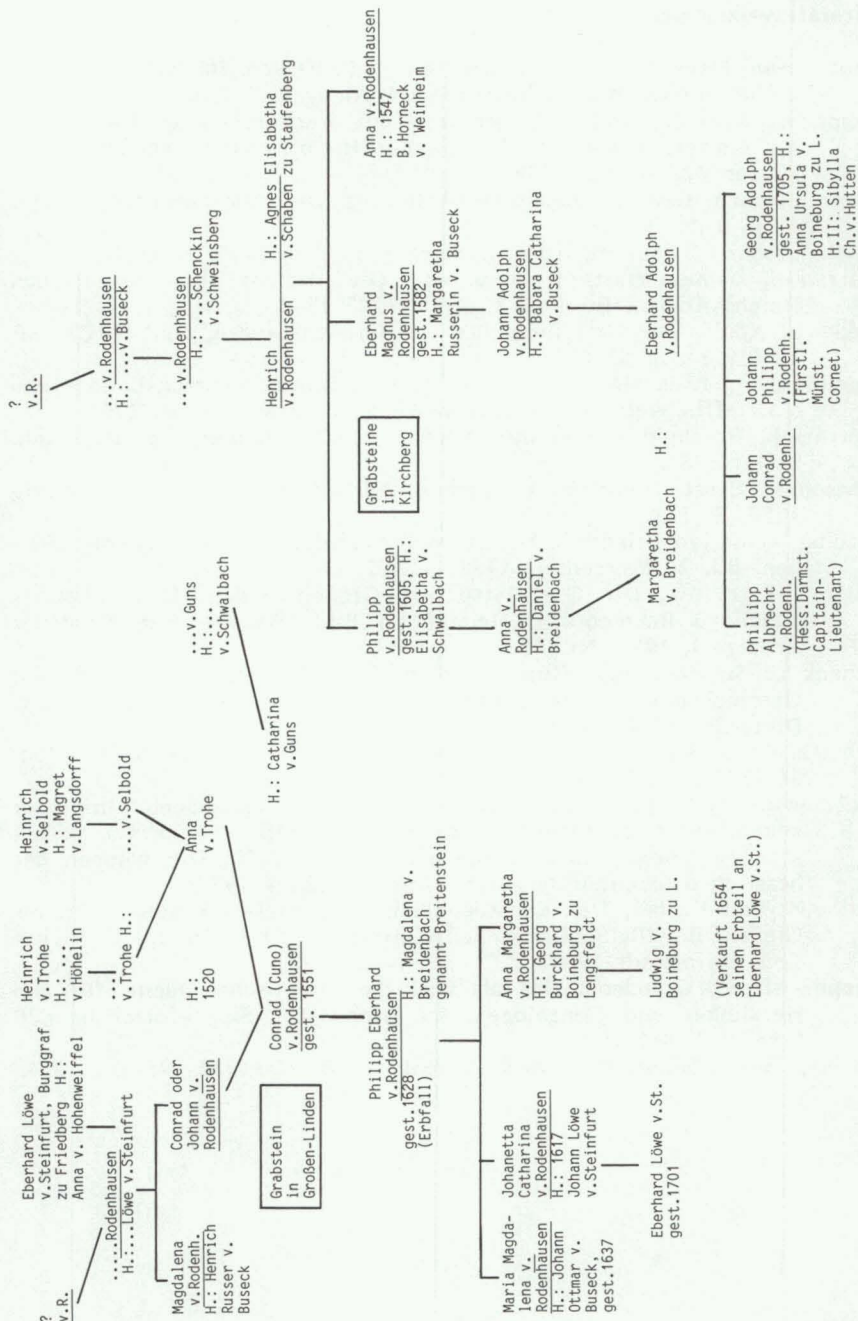 ?
v.R.
.....Rodenhausen
H.:...Löwe v.Steinfurt
Eberhard Löwe
v.Steinfurt, Burggraf
zu Friedberg H.:
Anna v. Hohenweiffel
Heinrich
v.Trohe
H.: ...
v.Höhelin
Heinrich
v.Selbold
H.: Magret
v.Langsdorff
...
v.Trohe H.:
...v.Selbold
Magdalena
v.Rodenh.
H.: Henrich
Russer v.
Buseck
Conrad oder
Johann v.
Rodenhausen
H.:
1520
Anna
v.Trohe
...v.Guns
H.:...
v.Schwalbach
Grabstein
in
Großen-Linden
Conrad (Cuno)
v.Rodenhausen
gest. 1551
H.: Catharina
v.Guns
Philipp Eberhard
v.Rodenhausen
gest.1628
(Erbfall)
H.: Magdalena v.
Breidenbach
genannt Breitenstein
Maria Magda-
lena v.
Rodenhausen
H.: Johann
Ottmar v.
Buseck,
gest.1637
Johanetta
Catharina
v.Rodenhausen
H.: 1617
Johann Löwe
v.Steinfurt
Anna Margaretha
v.Rodenhausen
H.: Georg
Burckhard v.
Boineburg zu
Lengsfeldt
Eberhard Löwe v.St.
gest.1701
Ludwig v.
Boineburg zu L.
(Verkauft 1654
seinen Erbteil an
Eberhard Löwe v.St.)
?
v.R.
...v.Rodenhausen
H.: ...v.Buseck
...v.Rodenhausen
H.: ...Schenckin
v.Schweinsberg
Henrich
v.Rodenhausen
H.: Agnes Elisabetha
v.Schaben zu Staufenberg
Philipp
v.Rodenhausen
gest.1605, H.:
Elisabetha v.
Schwalbach
Grabsteine
in
Kirchberg
Eberhard
Magnus v.
Rodenhausen
gest.1582
H.: Margaretha
Russerin v. Buseck
Anna v.Rodenhausen
H.: 1547
B.Horneck
v. Weinheim
Anna v.
Rodenhausen
H.: Daniel v.
Breidenbach
Johann Adolph
v.Rodenhausen
H.: Babara Catharina
v.Buseck
Margaretha
v. Breidenbach
H.:
Eberhard Adolph
v.Rodenhausen
Phillipp
Albrecht
v.Rodenh.
(Hess.Darmst.
Capitain-
Lieutenant)
Johann
Conrad
v.Rodenh.
Johann
Philipp
v.Rodenh.
(Fürstl.
Münst.
Cornet)
Georg Adolph
v.Rodenhausen
gest. 1705, H.:
Anna Ursula v.
Boineburg zu L.
H.II: Sibylla
Ch.v.Hutten